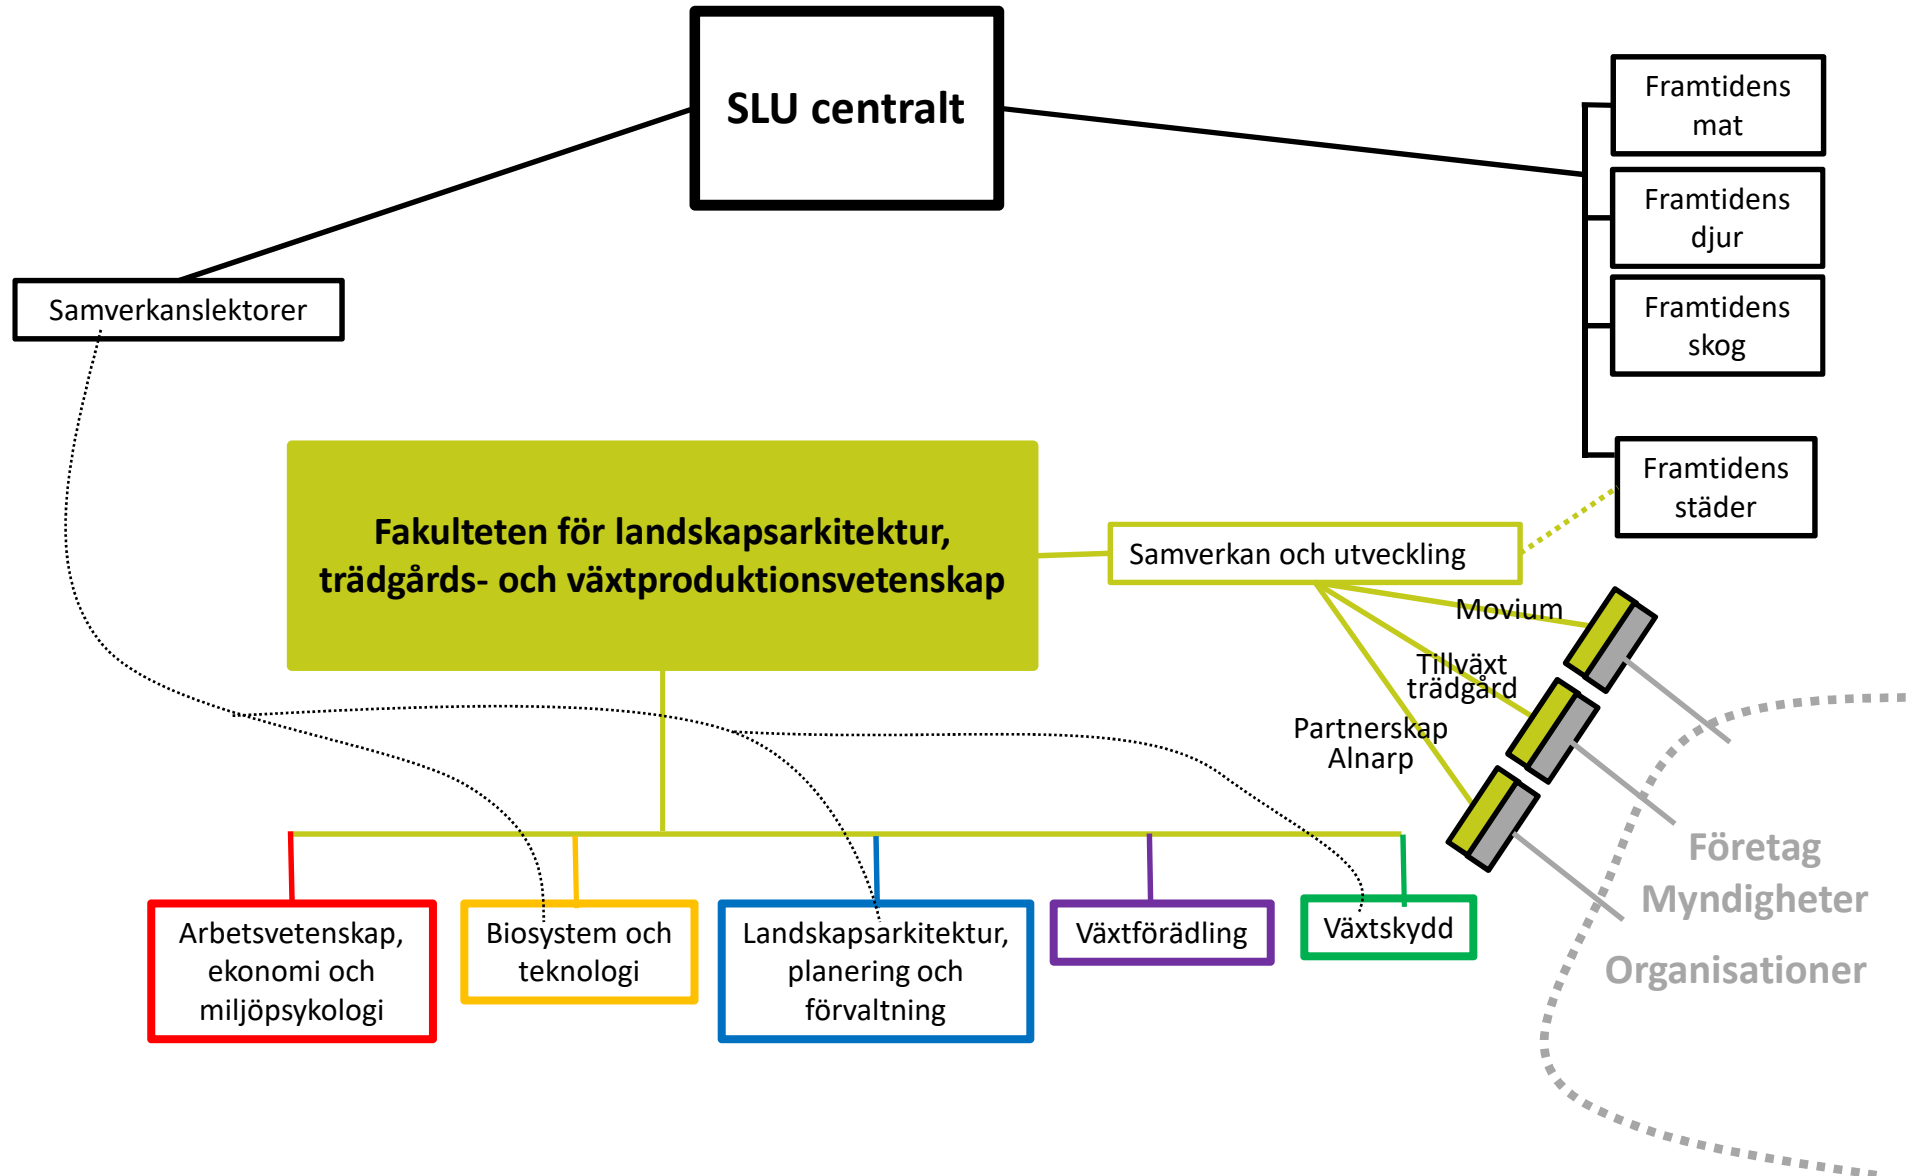 SLU centralt
Framtidens
mat
Framtidens
djur
Framtidens
skog
Framtidens
städer
Samverkanslektorer
Fakulteten för landskapsarkitektur,
trädgårds- och växtproduktionsvetenskap
Samverkan och utveckling
Movium
Tillväxt
trädgård
Partnerskap
Alnarp
Företag
Myndigheter
Organisationer
Arbetsvetenskap,
ekonomi och
miljöpsykologi
Biosystem och
teknologi
Landskapsarkitektur,
planering och
förvaltning
Växtförädling
Växtskydd